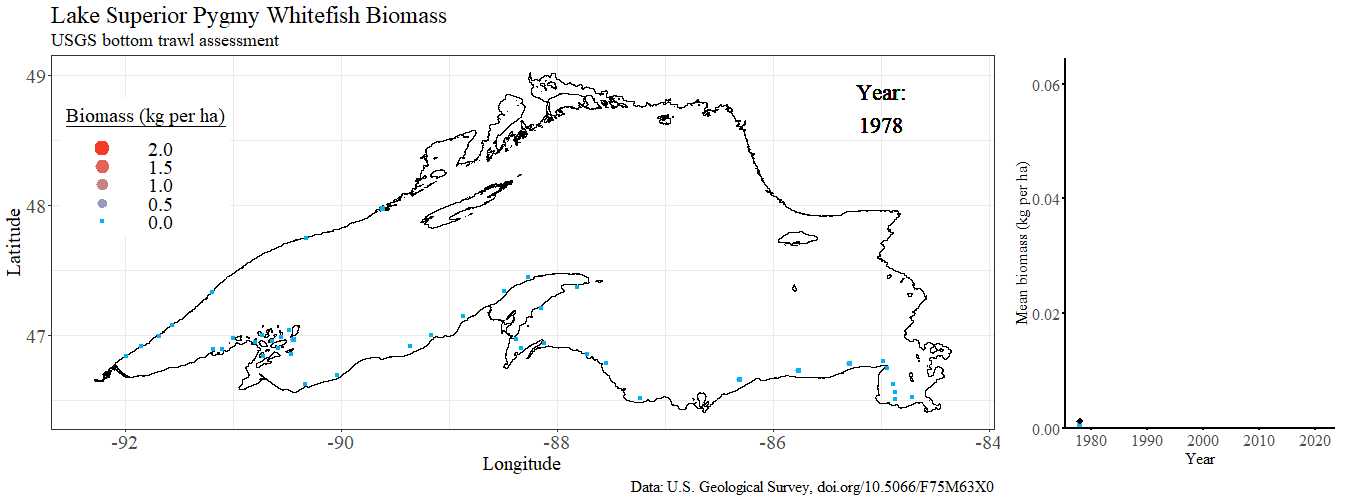 Lake Superior Pygmy Whitefish Biomass
USGS bottom trawl assessment
Biomass (kg per ha)
2.0
1.5
1.0
0.5
0.0
Year:
1978
Latitude
49
48
47
-92
-90
-88
-86
-84
Longitude
Mean biomass (kg per ha)
0.06
0.04
0.02
0.00
1980
1990
2000
2010
2020
Year
Data: U.S. Geological Survey, doi.org/10.5066/F75M63X0